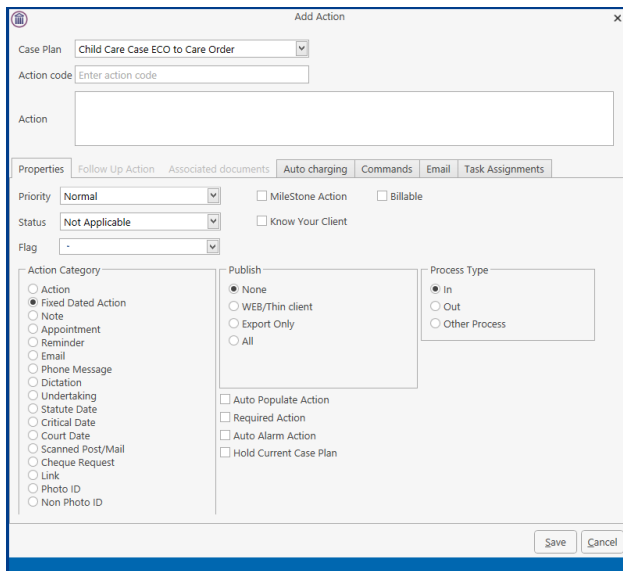 Add Action
Case Plan Child Care Case ECO to Care Order
Action code Enter action code
Action
Properties Follow Up Action Associated documents Auto charging Commands Email Task Assignments
Priority Normal MileStone Action Billable
Status Not Applicable Know Your Client
Flag -
Action Category
Action
Fixed Dated Action
Note
Appointment
Reminder
Email
Phone Message
Dictation
Undertaking
Statute Date
Critical Date
Court Date
Scanned Post/Mail
Cheque Request
Link
Photo ID
Non Photo ID
Publish
None
WEB/Thin client
Export Only
All
Process Type
In
Out
Other Process
Auto Populate Action
Required Action
Auto Alarm Action
Hold Current Case Plan
Save Cancel